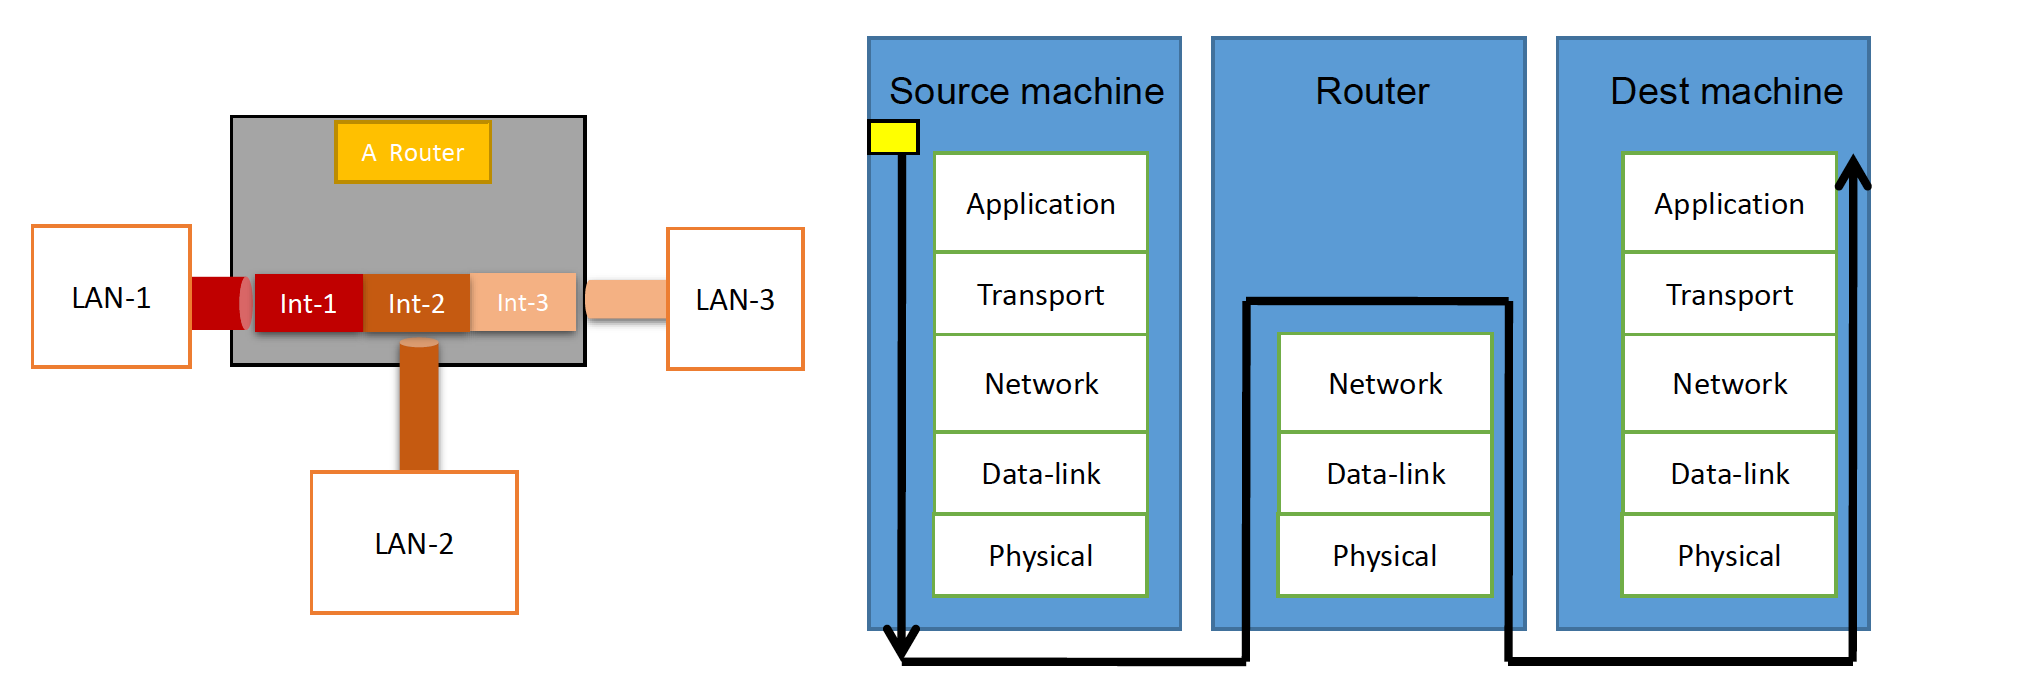 A Router
LAN-1
Int-1
Int-2
Int-3
LAN-3
LAN-2
Source machine
Application
Transport
Network
Data-link
Physical
Router
Network
Data-link
Physical
Dest machine
Application
Transport
Network
Data-link
Physical